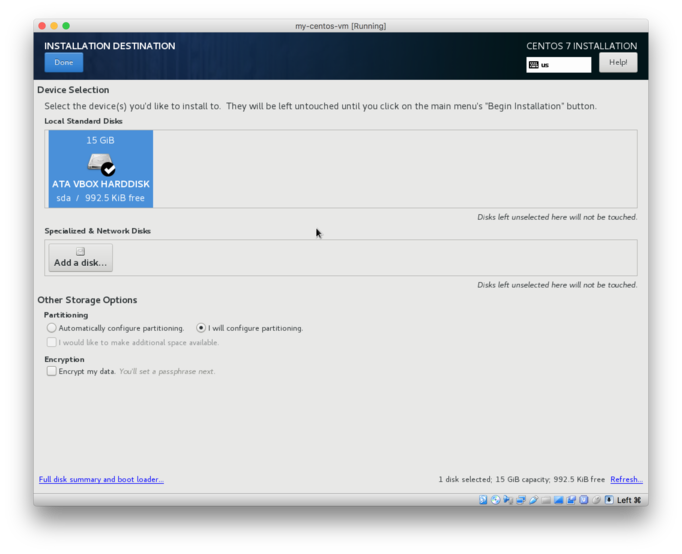 my-centos-vm [Running]
INSTALLATION DESTINATION
CENTOS 7 INSTALLATION
Done
us
Help!
Device Selection
Select the device(s) you'd like to install to. They will be left untouched until you click on the main menu's "Begin Installation" button.
Local Standard Disks
15 GiB
ATA VBOX HARDDISK
sda / 992.5 KiB free
Disks left unselected here will not be touched.
Specialized & Network Disks
Add a disk...
Disks left unselected here will not be touched.
Other Storage Options
Partitioning
Automatically configure partitioning.
I will configure partitioning.
I would like to make additional space available.
Encryption
Encrypt my data. You'll set a passphrase next.
Full disk summary and boot loader...
1 disk selected; 15 GiB capacity; 992.5 KiB free Refresh...
Left ⌘